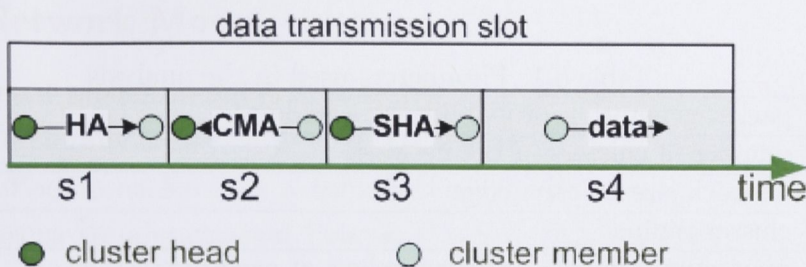 data transmission slot
HA CMA SHA data
s1 s2 s3 s4 time
cluster head cluster member